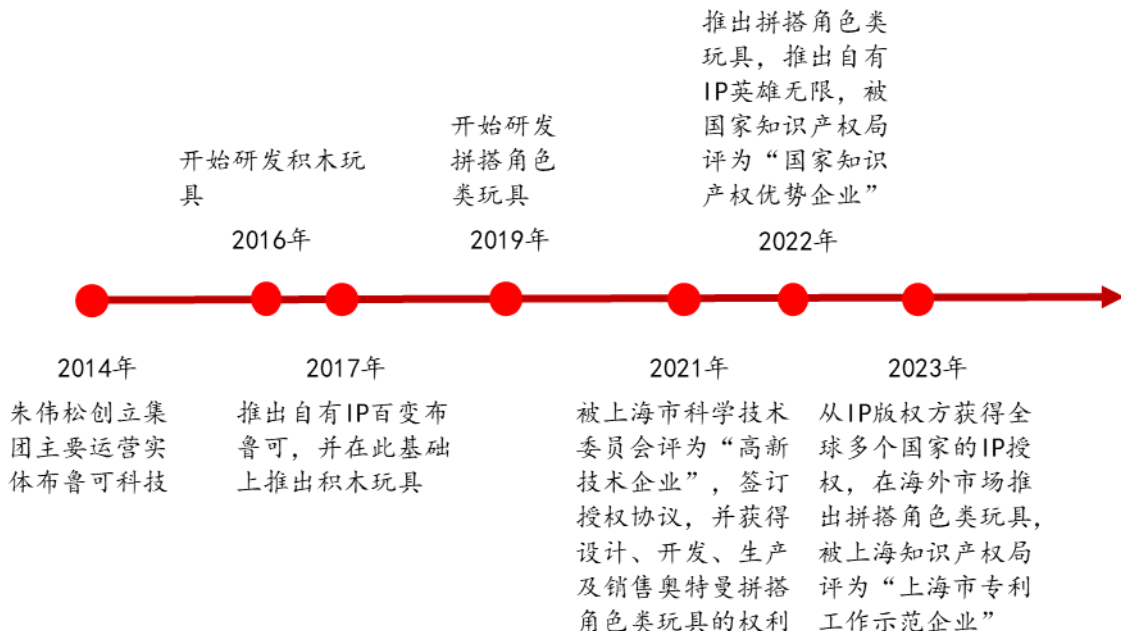 开始研发积木玩
具
2016年
开始研发
拼搭角色
类玩具
2019年
推出拼搭角色类
玩具，推出自有
IP英雄无限，被
国家知识产权局
评为“国家知识
产权优势企业”
2022年
2014年
朱伟松创立集
团主要运营实
体布鲁可科技
2017年
推出自有IP百变布
鲁可，并在此基础
上推出积木玩具
2021年
被上海市科学技术
委员会评为“高新
技术企业”，签订
授权协议，并获得
设计、开发、生产
及销售奥特曼拼搭
角色类玩具的权利
2023年
从IP版权方获得全
球多个国家的IP授
权，在海外市场推
出拼搭角色类玩具，
被上海知识产权局
评为“上海市专利
工作示范企业”